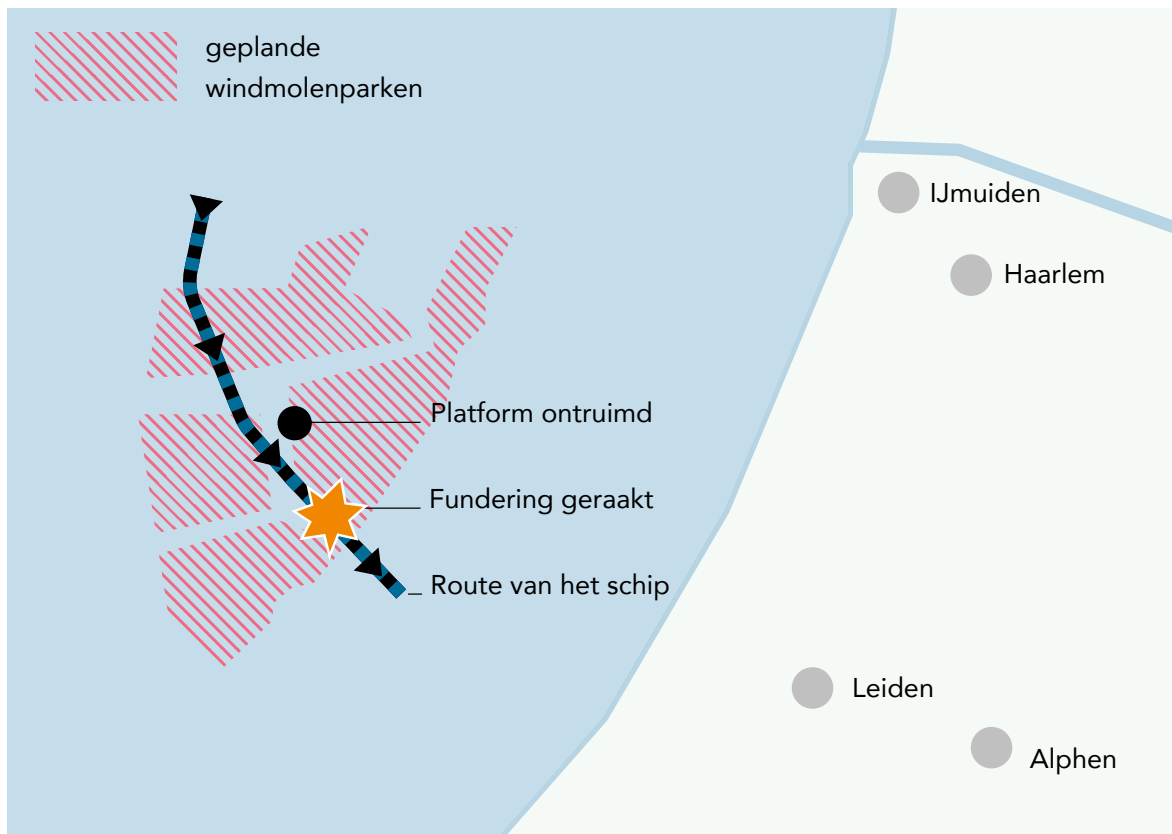 geplande
windmolenparken
IJmuiden
Haarlem
Platform ontruimd
Fundering geraakt
Route van het schip
Leiden
Alphen